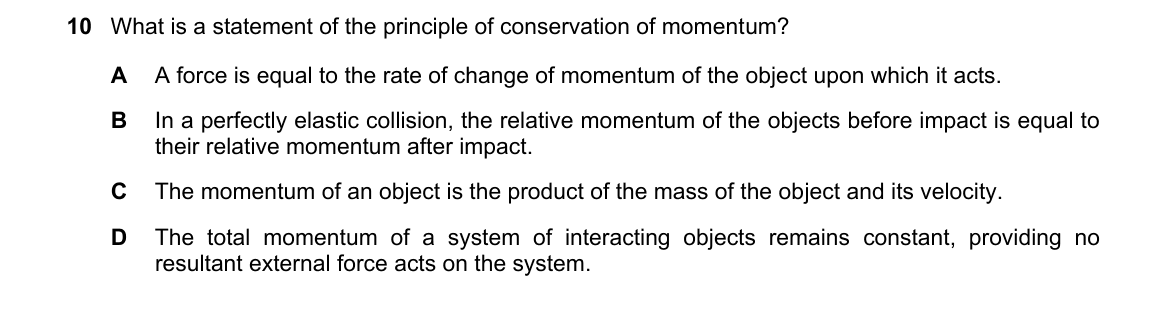 10 What is a statement of the principle of conservation of momentum?
A A force is equal to the rate of change of momentum of the object upon which it acts.
B In a perfectly elastic collision, the relative momentum of the objects before impact is equal to
their relative momentum after impact.
C The momentum of an object is the product of the mass of the object and its velocity.
D The total momentum of a system of interacting objects remains constant, providing no
resultant external force acts on the system.